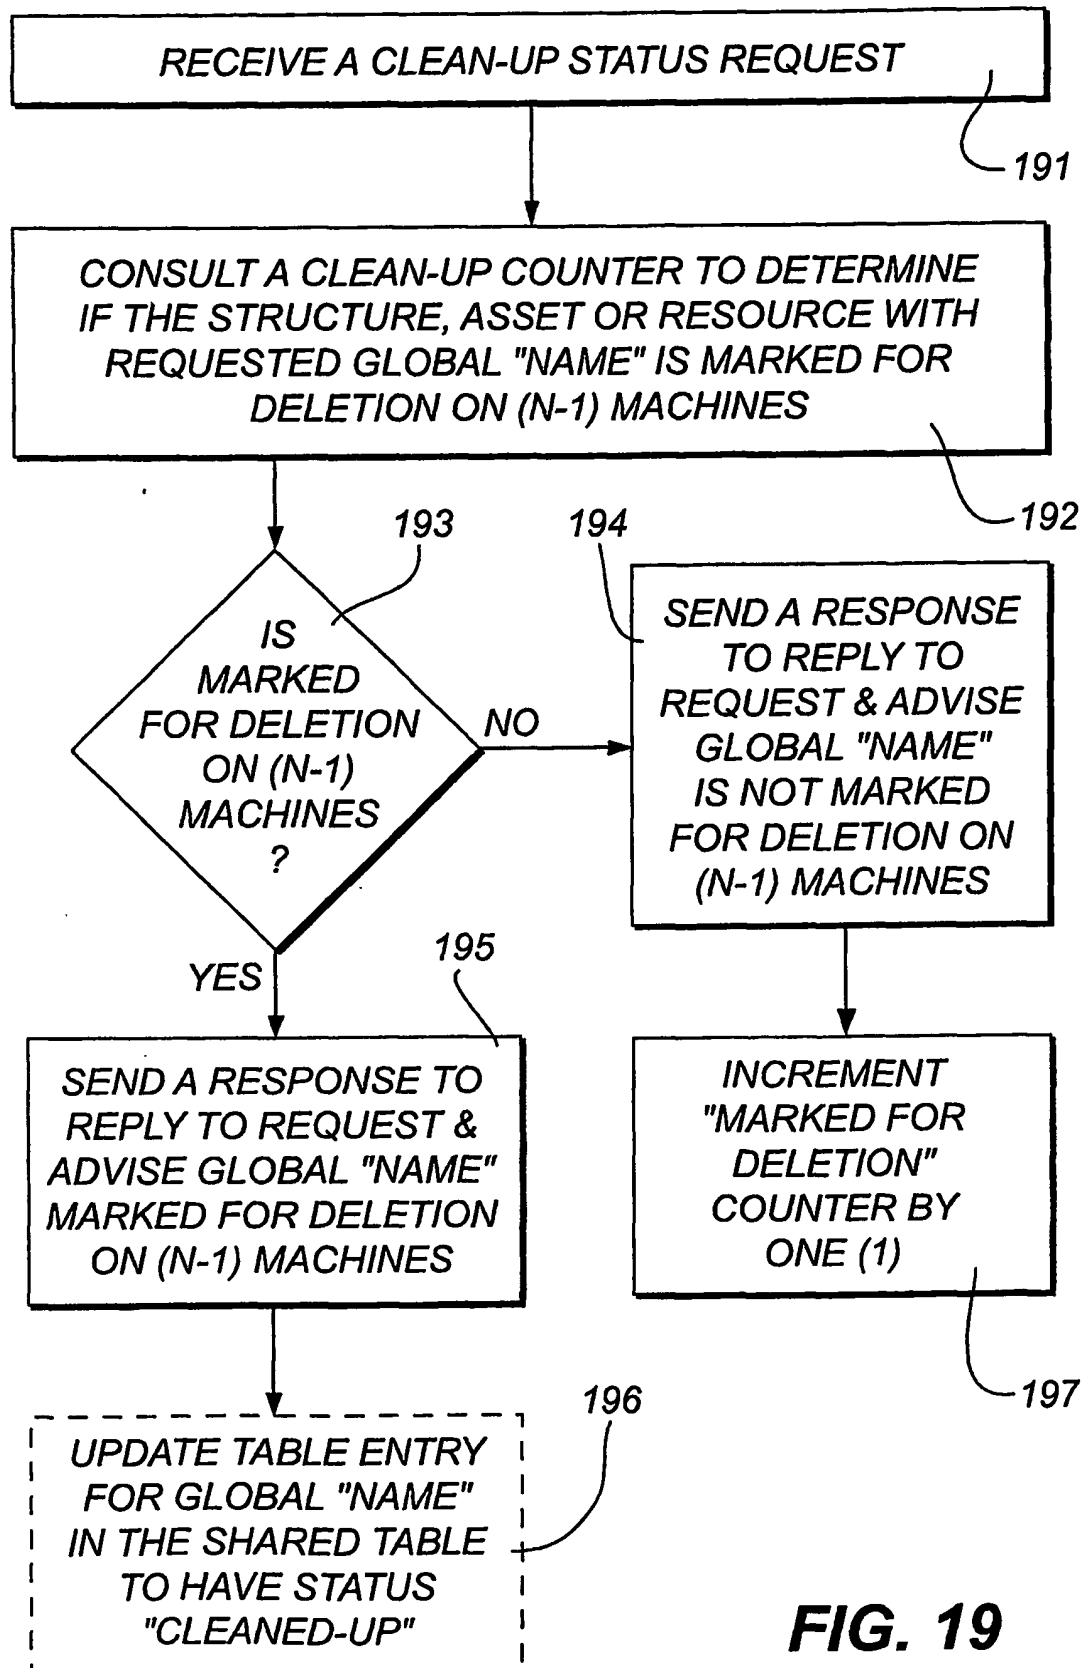 RECEIVE A CLEAN-UP STATUS REQUEST
191
CONSULT A CLEAN-UP COUNTER TO DETERMINE
IF THE STRUCTURE, ASSET OR RESOURCE WITH
REQUESTED GLOBAL "NAME" IS MARKED FOR
DELETION ON (N-1) MACHINES
192
193
IS
MARKED
FOR DELETION
ON (N-1)
MACHINES
?
NO
YES
194
SEND A RESPONSE
TO REPLY TO
REQUEST & ADVISE
GLOBAL "NAME"
IS NOT MARKED
FOR DELETION ON
(N-1) MACHINES
195
SEND A RESPONSE TO
REPLY TO REQUEST &
ADVISE GLOBAL "NAME"
MARKED FOR DELETION
ON (N-1) MACHINES
INCREMENT
"MARKED FOR
DELETION"
COUNTER BY
ONE (1)
197
196
UPDATE TABLE ENTRY
FOR GLOBAL "NAME"
IN THE SHARED TABLE
TO HAVE STATUS
"CLEANED-UP"
FIG. 19